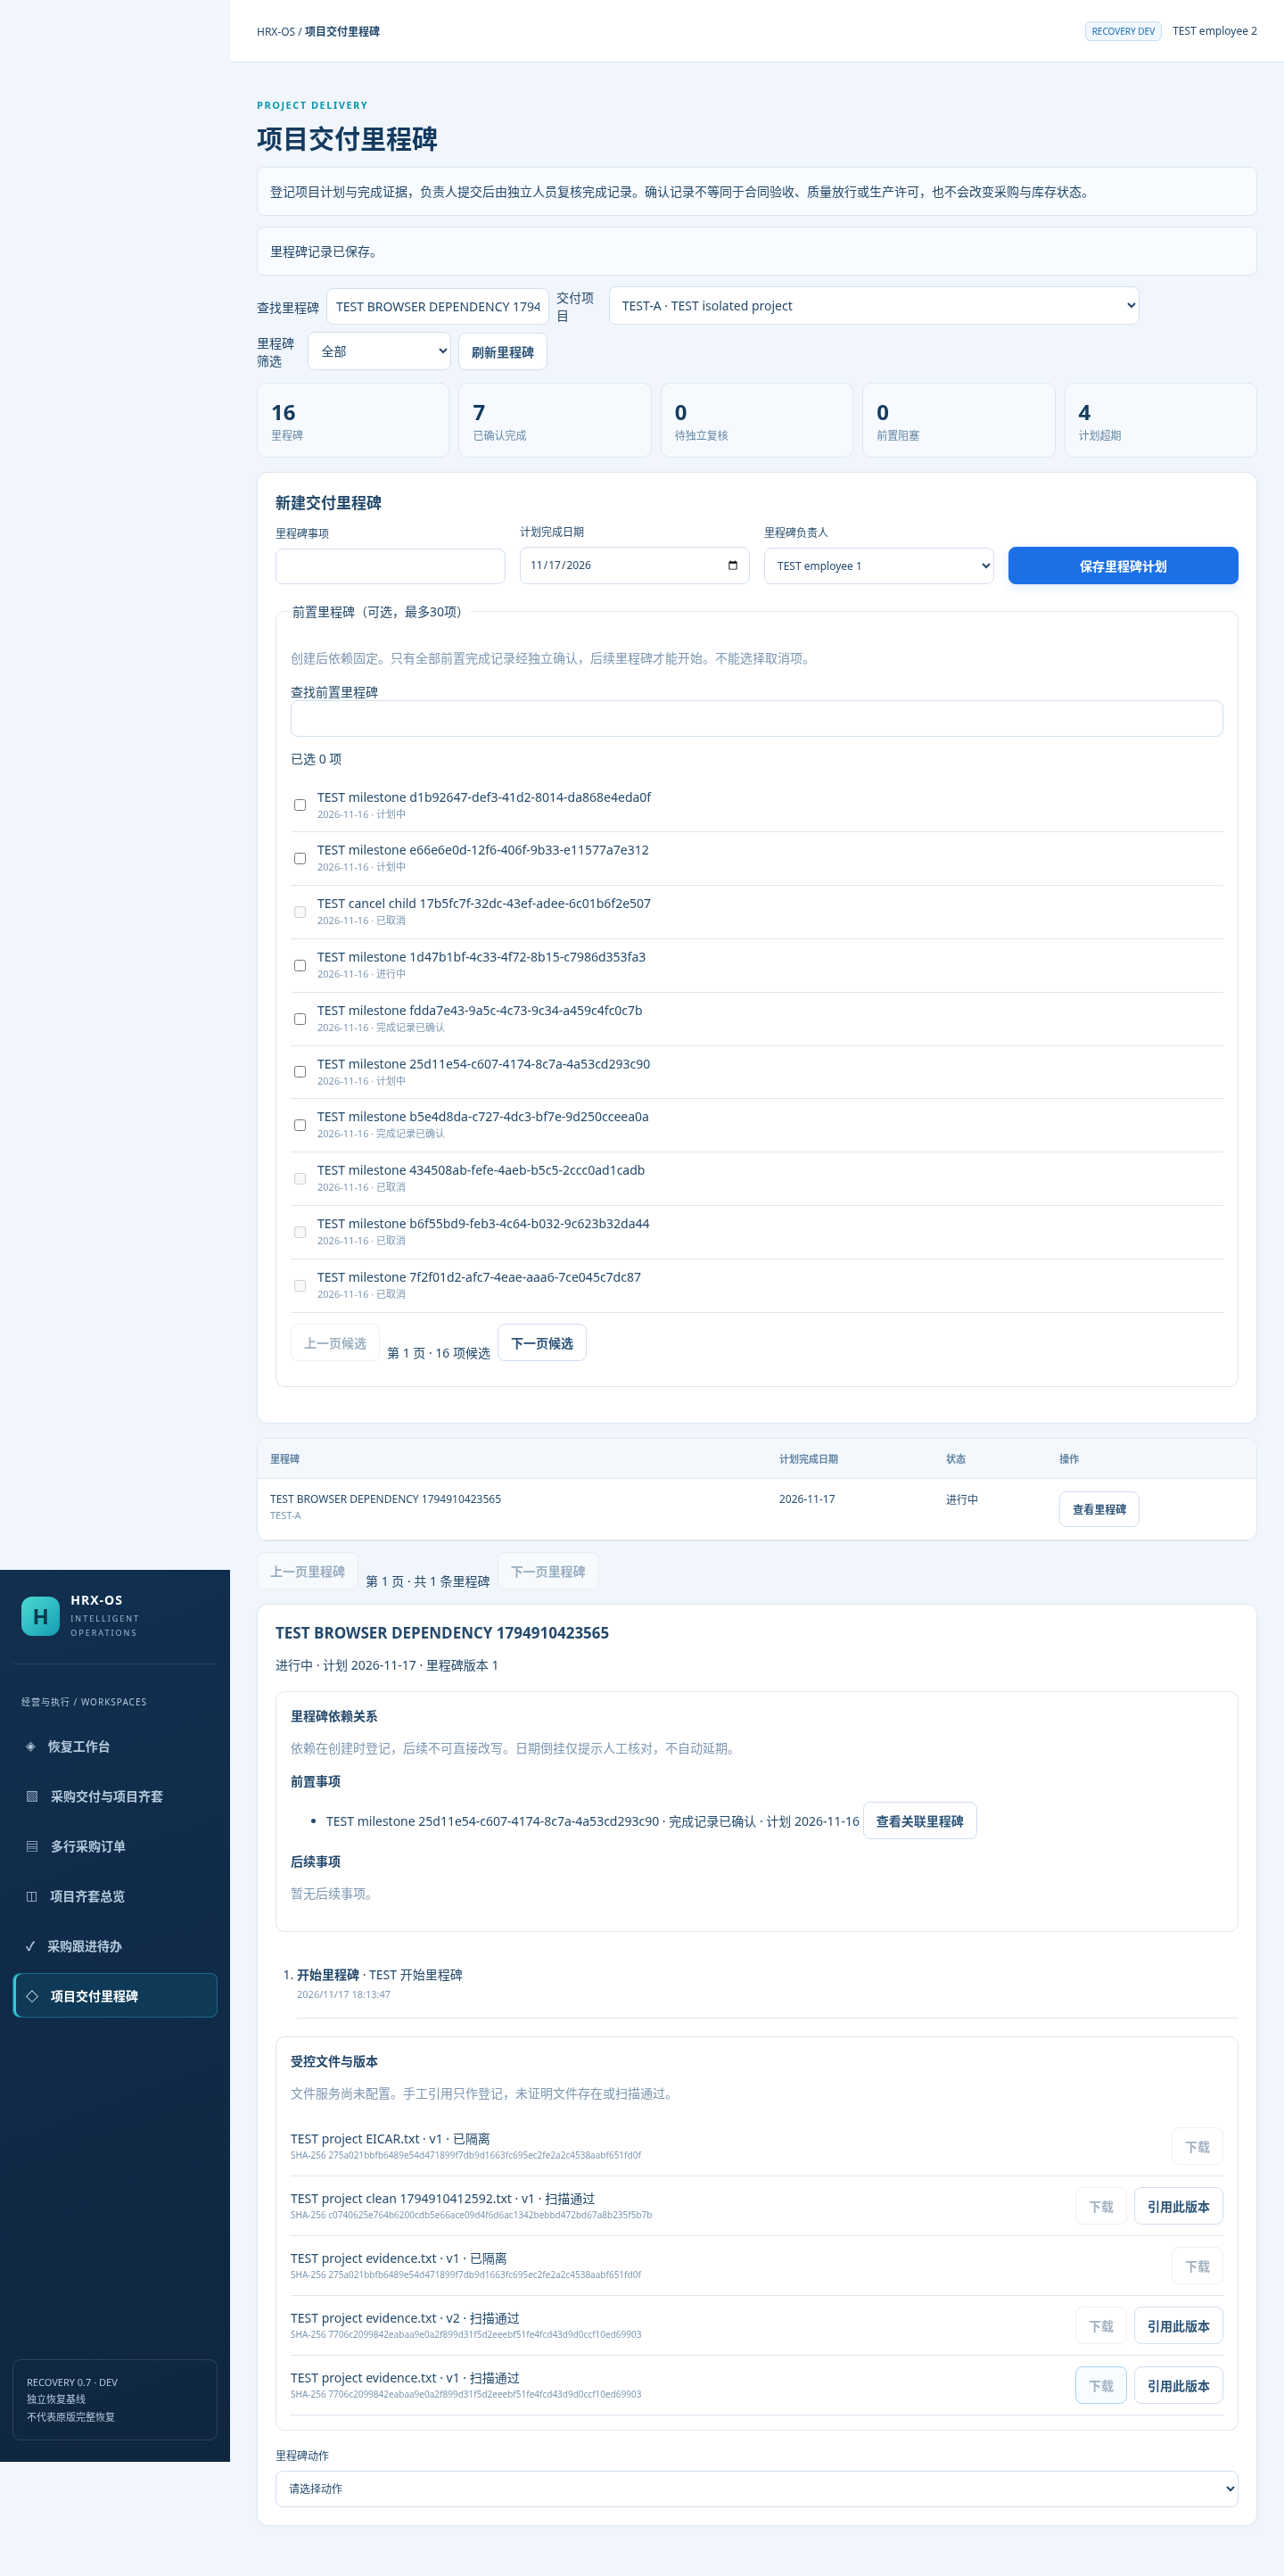 HRX-OS / 项目交付里程碑
RECOVERY DEV
TEST employee 2
PROJECT DELIVERY
项目交付里程碑
登记项目计划与完成证据，负责人提交后由独立人员复核完成记录。确认记录不等同于合同验收、质量放行或生产许可，也不会改变采购与库存状态。
里程碑记录已保存。
查找里程碑
TEST BROWSER DEPENDENCY 1794
交付项目
TEST-A · TEST isolated project
里程碑筛选
全部
刷新里程碑
16
里程碑
7
已确认完成
0
待独立复核
0
前置阻塞
4
计划超期
新建交付里程碑
里程碑事项
计划完成日期
11/17/2026
里程碑负责人
TEST employee 1
保存里程碑计划
前置里程碑（可选，最多30项）
创建后依赖固定。只有全部前置完成记录经独立确认，后续里程碑才能开始。不能选择取消项。
查找前置里程碑
已选 0 项
TEST milestone d1b92647-def3-41d2-8014-da868e4eda0f
2026-11-16 · 计划中
TEST milestone e66e6e0d-12f6-406f-9b33-e11577a7e312
2026-11-16 · 计划中
TEST cancel child 17b5fc7f-32dc-43ef-adee-6c01b6f2e507
2026-11-16 · 已取消
TEST milestone 1d47b1bf-4c33-4f72-8b15-c7986d353fa3
2026-11-16 · 进行中
TEST milestone fdda7e43-9a5c-4c73-9c34-a459c4fc0c7b
2026-11-16 · 完成记录已确认
TEST milestone 25d11e54-c607-4174-8c7a-4a53cd293c90
2026-11-16 · 计划中
TEST milestone b5e4d8da-c727-4dc3-bf7e-9d250cceea0a
2026-11-16 · 完成记录已确认
TEST milestone 434508ab-fefe-4aeb-b5c5-2ccc0ad1cadb
2026-11-16 · 已取消
TEST milestone b6f55bd9-feb3-4c64-b032-9c623b32da44
2026-11-16 · 已取消
TEST milestone 7f2f01d2-afc7-4eae-aaa6-7ce045c7dc87
2026-11-16 · 已取消
上一页候选
第 1 页 · 16 项候选
下一页候选
里程碑
计划完成日期
状态
操作
TEST BROWSER DEPENDENCY 1794910423565
TEST-A
2026-11-17
进行中
查看里程碑
上一页里程碑
第 1 页 · 共 1 条里程碑
下一页里程碑
TEST BROWSER DEPENDENCY 1794910423565
进行中 · 计划 2026-11-17 · 里程碑版本 1
里程碑依赖关系
依赖在创建时登记，后续不可直接改写。日期倒挂仅提示人工核对，不自动延期。
前置事项
• TEST milestone 25d11e54-c607-4174-8c7a-4a53cd293c90 · 完成记录已确认 · 计划 2026-11-16
查看关联里程碑
后续事项
暂无后续事项。
1. 开始里程碑 · TEST 开始里程碑
2026/11/17 18:13:47
受控文件与版本
文件服务尚未配置。手工引用只作登记，未证明文件存在或扫描通过。
TEST project EICAR.txt · v1 · 已隔离
SHA-256 275a021bbfb6489e54d471899f7db9d1663fc695ec2fe2a2c4538aabf651fd0f
下载
TEST project clean 1794910412592.txt · v1 · 扫描通过
SHA-256 c0740625e764b6200cdb5e66ace09d4f6d6ac1342bebbd472bd67a8b235f5b7b
下载
引用此版本
TEST project evidence.txt · v1 · 已隔离
SHA-256 275a021bbfb6489e54d471899f7db9d1663fc695ec2fe2a2c4538aabf651fd0f
下载
TEST project evidence.txt · v2 · 扫描通过
SHA-256 7706c2099842eabaa9e0a2f899d31f5d2eeebf51fe4fcd43d9d0ccf10ed69903
下载
引用此版本
TEST project evidence.txt · v1 · 扫描通过
SHA-256 7706c2099842eabaa9e0a2f899d31f5d2eeebf51fe4fcd43d9d0ccf10ed69903
下载
引用此版本
里程碑动作
请选择动作
H
HRX-OS
INTELLIGENT
OPERATIONS
经营与执行 / WORKSPACES
恢复工作台
采购交付与项目齐套
多行采购订单
项目齐套总览
采购跟进待办
项目交付里程碑
RECOVERY 0.7 · DEV
独立恢复基线
不代表原版完整恢复